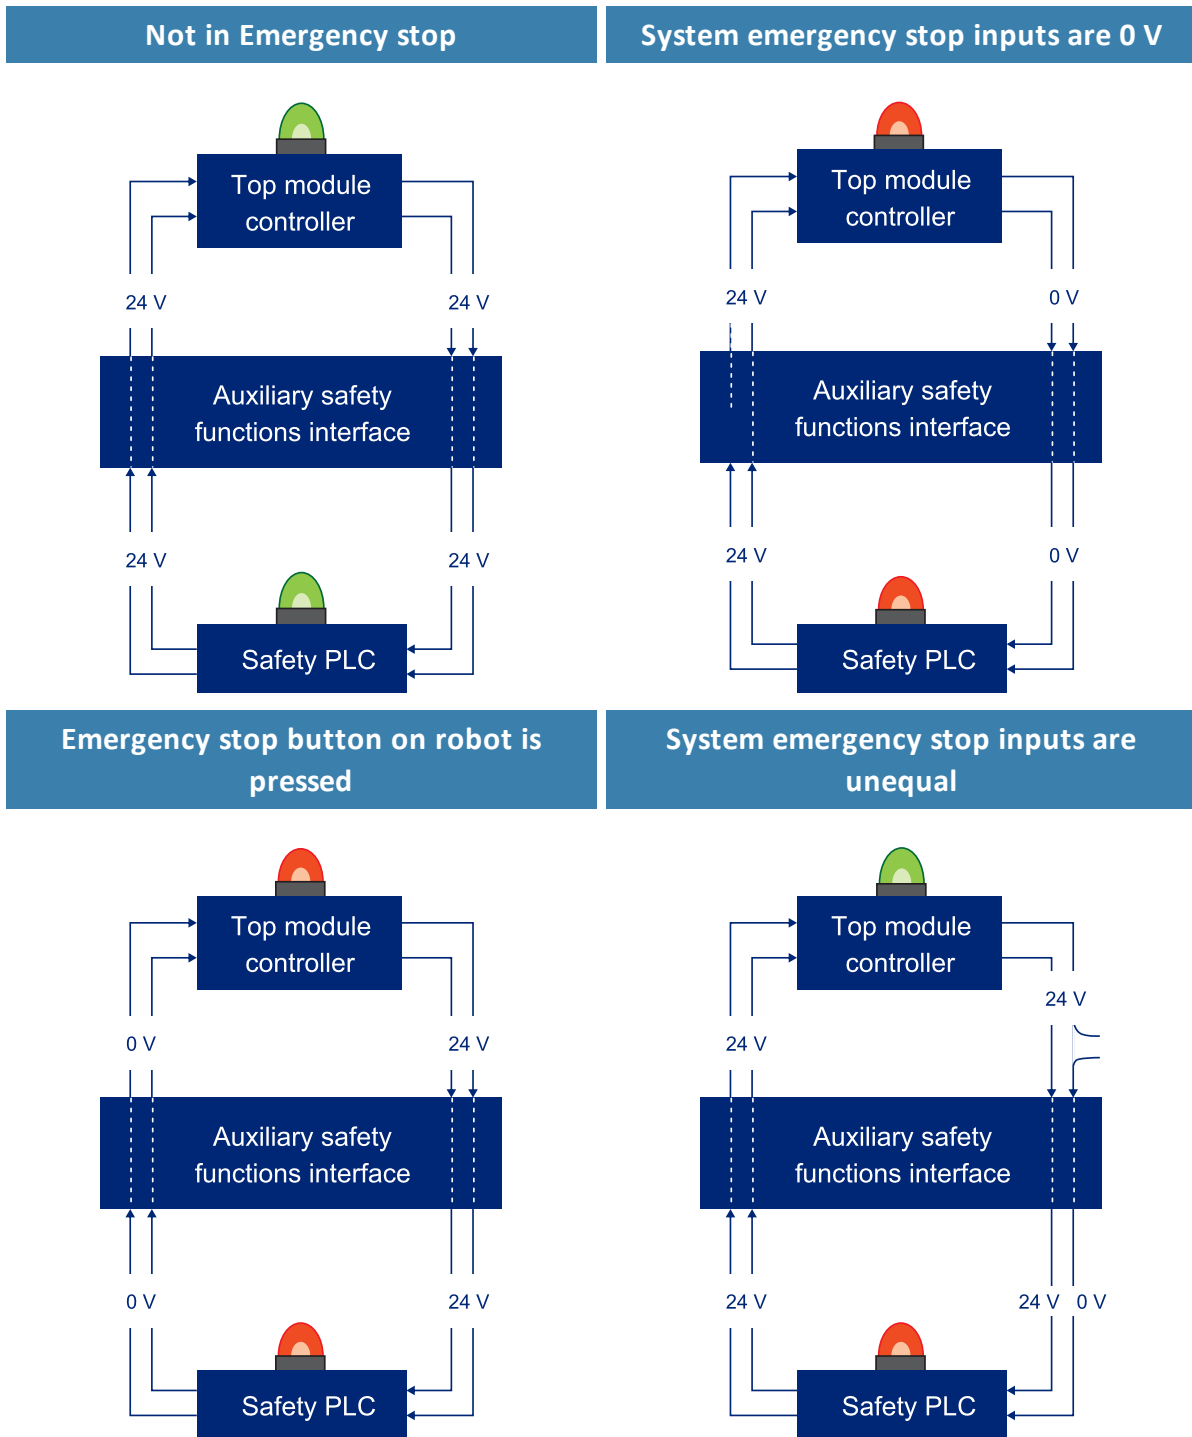 Not in Emergency stop
Top module
controller
24 V
24 V
Auxiliary safety
functions interface
24 V
24 V
Safety PLC
System emergency stop inputs are 0 V
Top module
controller
24 V
0 V
Auxiliary safety
functions interface
24 V
0 V
Safety PLC
Emergency stop button on robot is
pressed
Top module
controller
0 V
24 V
Auxiliary safety
functions interface
0 V
24 V
Safety PLC
System emergency stop inputs are
unequal
Top module
controller
24 V
24 V
Auxiliary safety
functions interface
24 V
24 V
0 V
Safety PLC